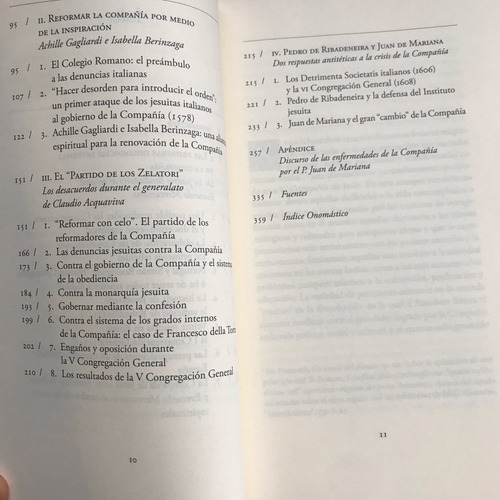 95 / II. Reformar la Compañía por medio
de la inspiración
Achille Gagliardi e Isabella Berinzaga
95 / 1. El Colegio Romano: el preámbulo
a las denuncias italianas
107 / 2. “Hacer desorden para introducir el orden”:
un primer ataque de los jesuitas italianos
al gobierno de la Compañía (1578)
122 / 3. Achille Gagliardi e Isabella Berinzaga: una
espiritual para la renovación de la Compañía
151 / III. El “Partido de los Zelatori”
Los desacuerdos durante el generalato
de Claudio Acquaviva
151 / 1. “Reformar con celo”. El partido de los
reformadores de la Compañía
166 / 2. Las denuncias jesuitas contra la Compañía
173 / 3. Contra el gobierno de la Compañía y el sistema
de la obediencia
184 / 4. Contra la monarquía jesuita
193 / 5. Gobernar mediante la confesión
199 / 6. Contra el sistema de los grados internos
de la Compañía: el caso de Francesco della Torre
202 / 7. Engaños y oposición durante
la V Congregación General
210 / 8. Los resultados de la V Congregación General
10
215 / IV. Pedro de Ribadeneira y Juan de Mariana
Dos respuestas antitéticas a la crisis de la Compañía
215 / 1. Los Detrimenta Societatis italianos (1606)
y la VI Congregación General (1608)
221 / 2. Pedro de Ribadeneira y la defensa del Instituto
jesuita
233 / 3. Juan de Mariana y el gran “cambio” de la Compañía
257 / Apéndice
Discurso de las enfermedades de la Compañía
por el P. Juan de Mariana
335 / Fuentes
359 / Índice Onomástico
11